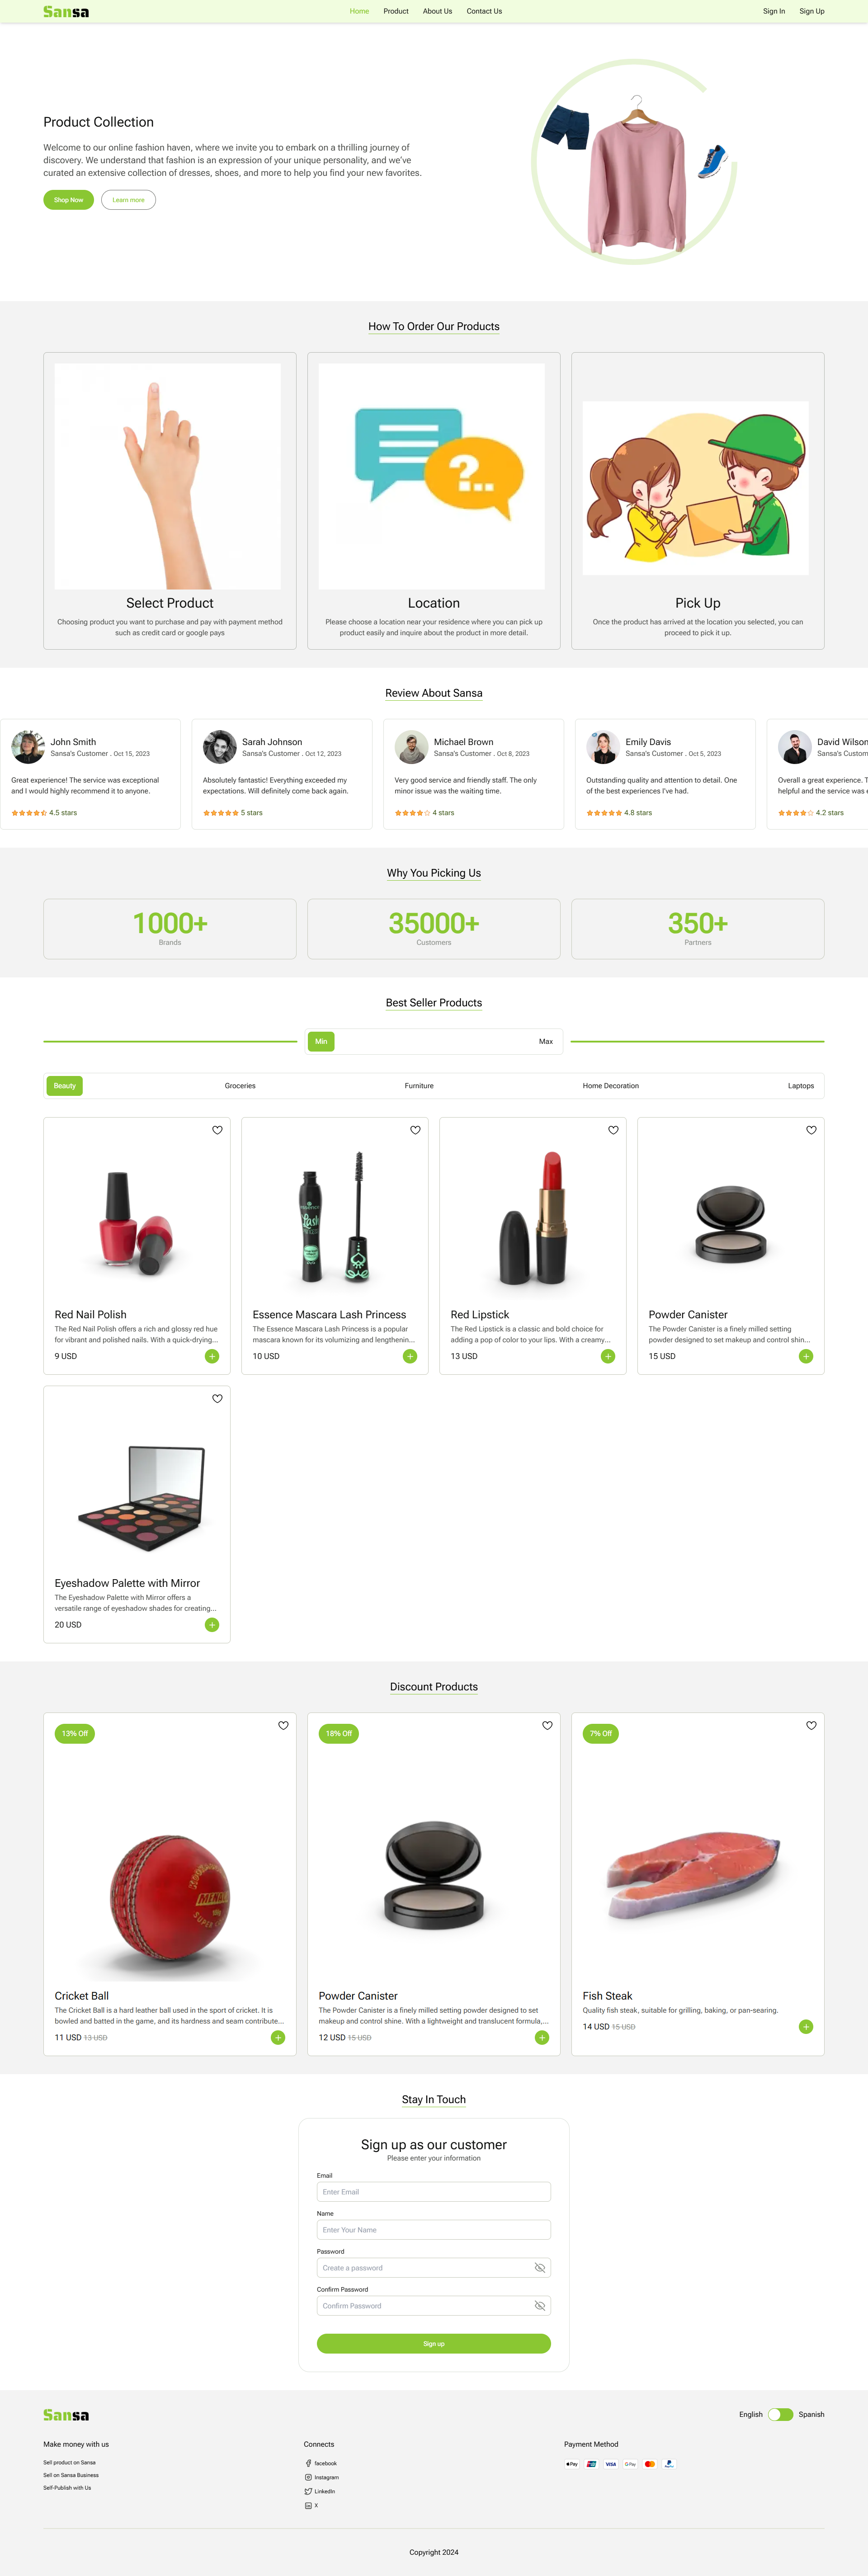 Sansa
Home Product About Us Contact Us
Sign In Sign Up
Product Collection
Welcome to our online fashion haven, where we invite you to embark on a thrilling journey of
discovery. We understand that fashion is an expression of your unique personality, and we've
curated an extensive collection of dresses, shoes, and more to help you find your new favorites.
Shop Now Learn more
How To Order Our Products
?..
Select Product
Choosing product you want to purchase and pay with payment method
such as credit card or google pays
Location
Please choose a location near your residence where you can pick up
product easily and inquire about the product in more detail.
Pick Up
Once the product has arrived at the location you selected, you can
proceed to pick it up.
Review About Sansa
John Smith
Sansa's Customer . Oct 15, 2023
Great experience! The service was exceptional
and I would highly recommend it to anyone.
4.5 stars
Sarah Johnson
Sansa's Customer . Oct 12, 2023
Absolutely fantastic! Everything exceeded my
expectations. Will definitely come back again.
5 stars
Michael Brown
Sansa's Customer . Oct 8, 2023
Very good service and friendly staff. The only
minor issue was the waiting time.
4 stars
Emily Davis
Sansa's Customer . Oct 5, 2023
Outstanding quality and attention to detail. One
of the best experiences I've had.
4.8 stars
David Wilson
Sansa's Custom
Overall a great experience. T
helpful and the service was
4.2 stars
Why You Picking Us
1000+
Brands
35000+
Customers
350+
Partners
Best Seller Products
Min Max
Beauty Groceries Furniture Home Decoration Laptops
essence
Lash
Red Nail Polish
The Red Nail Polish offers a rich and glossy red hue
for vibrant and polished nails. With a quick-drying...
9 USD
Essence Mascara Lash Princess
The Essence Mascara Lash Princess is a popular
mascara known for its volumizing and lengthenin...
10 USD
Red Lipstick
The Red Lipstick is a classic and bold choice for
adding a pop of color to your lips. With a creamy...
13 USD
Powder Canister
The Powder Canister is a finely milled setting
powder designed to set makeup and control shin...
15 USD
Eyeshadow Palette with Mirror
The Eyeshadow Palette with Mirror offers a
versatile range of eyeshadow shades for creating...
20 USD
Discount Products
13% Off
Cricket Ball
The Cricket Ball is a hard leather ball used in the sport of cricket. It is
bowled and batted in the game, and its hardness and seam contribute...
11 USD 13 USD
18% Off
Powder Canister
The Powder Canister is a finely milled setting powder designed to set
makeup and control shine. With a lightweight and translucent formula,...
12 USD 15 USD
7% Off
Fish Steak
Quality fish steak, suitable for grilling, baking, or pan-searing.
14 USD 15 USD
Stay In Touch
Sign up as our customer
Please enter your information
Email
Enter Email
Name
Enter Your Name
Password
Create a password
Confirm Password
Confirm Password
Sign up
Sansa
English Spanish
Make money with us
Sell product on Sansa
Sell on Sansa Business
Self-Publish with Us
Connects
facebook
Instagram
LinkedIn
X
Payment Method
Pay VISA G Pay
Copyright 2024